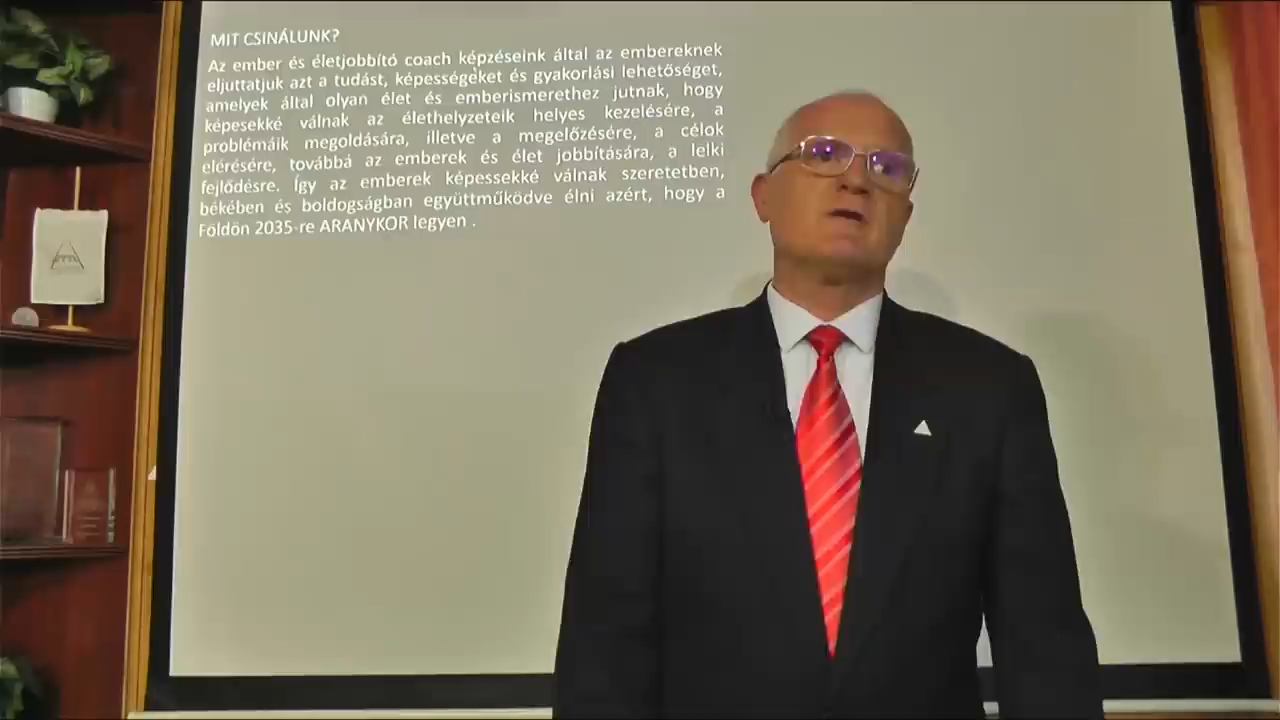 MIT CSINÁLUNK?
Az ember és életjobbító coach képzéseink által az embereknek
eljuttatjuk azt a tudást, képességeket és gyakorlási lehetőséget,
amelyek által olyan élet és emberismerethez jutnak, hogy
képesekké válnak az élethelyzeteik helyes kezelésére, a
problémáik megoldására, illetve a megelőzésére, a célok
elérésére, továbbá az emberek és élet jobbítására, a lelki
fejlődésre. Így az emberek képessekké válnak szeretetben,
békében és boldogságban együttműködve élni azért, hogy a
Földön 2035-re ARANYKOR legyen .